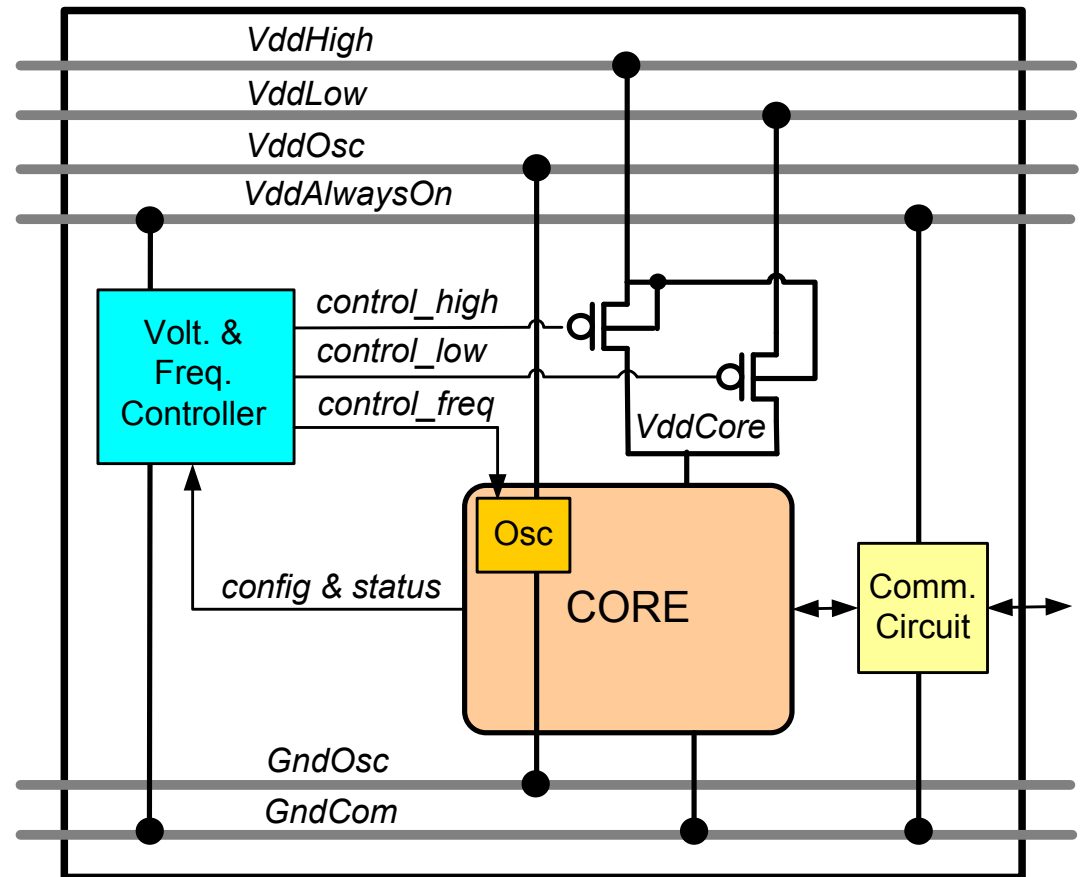 VddHigh
VddLow
VddOsc
VddAlwaysOn
control_high
Volt. &
Freq.
Controller
control_low
control_freq
VddCore
Osc
CORE
config & status
Comm.
Circuit
GndOsc
GndCom